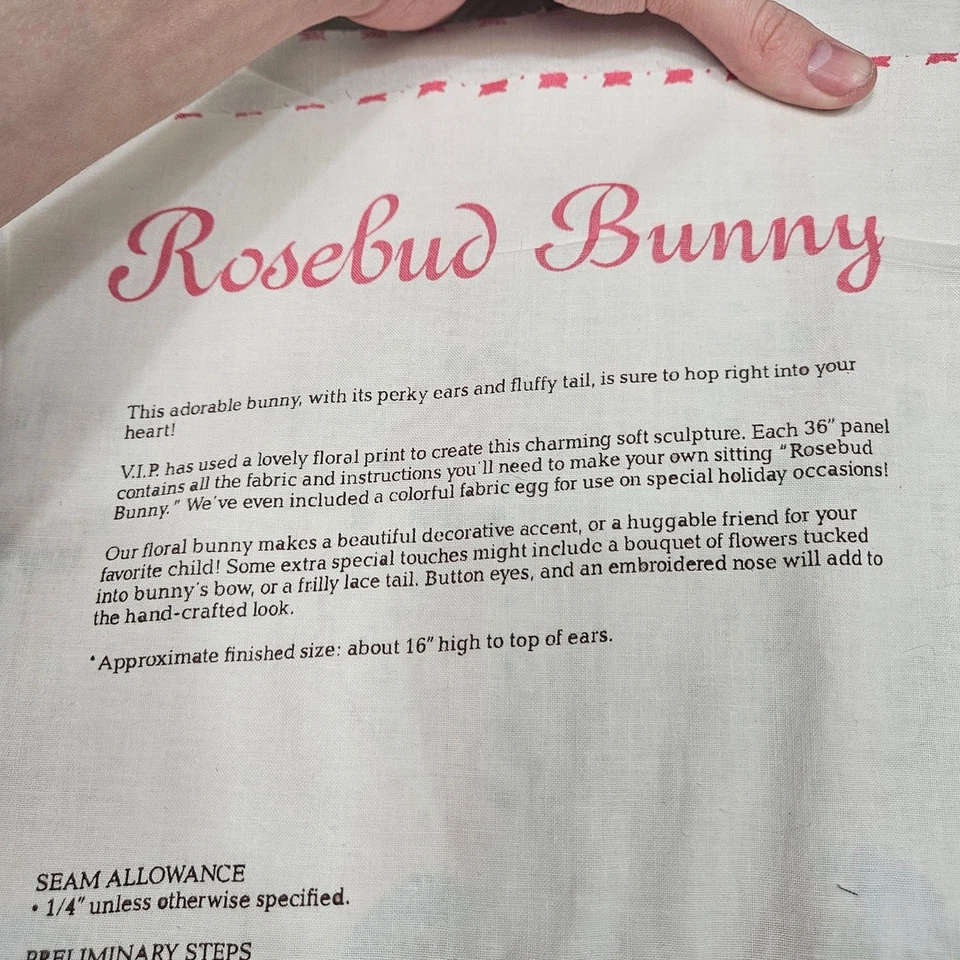 Rosebud Bunny
This adorable bunny, with its perky ears and fluffy tail, is sure to hop right into your
heart!
V.I.P. has used a lovely floral print to create this charming soft sculpture. Each 36" panel
contains all the fabric and instructions you'll need to make your own sitting "Rosebud
Bunny." We've even included a colorful fabric egg for use on special holiday occasions!
Our floral bunny makes a beautiful decorative accent, or a huggable friend for your
favorite child! Some extra special touches might include a bouquet of flowers tucked
into bunny's bow, or a frilly lace tail. Button eyes, and an embroidered nose will add to
the hand-crafted look.
*Approximate finished size: about 16" high to top of ears.
SEAM ALLOWANCE
• 1/4" unless otherwise specified.
PRELIMINARY STEPS